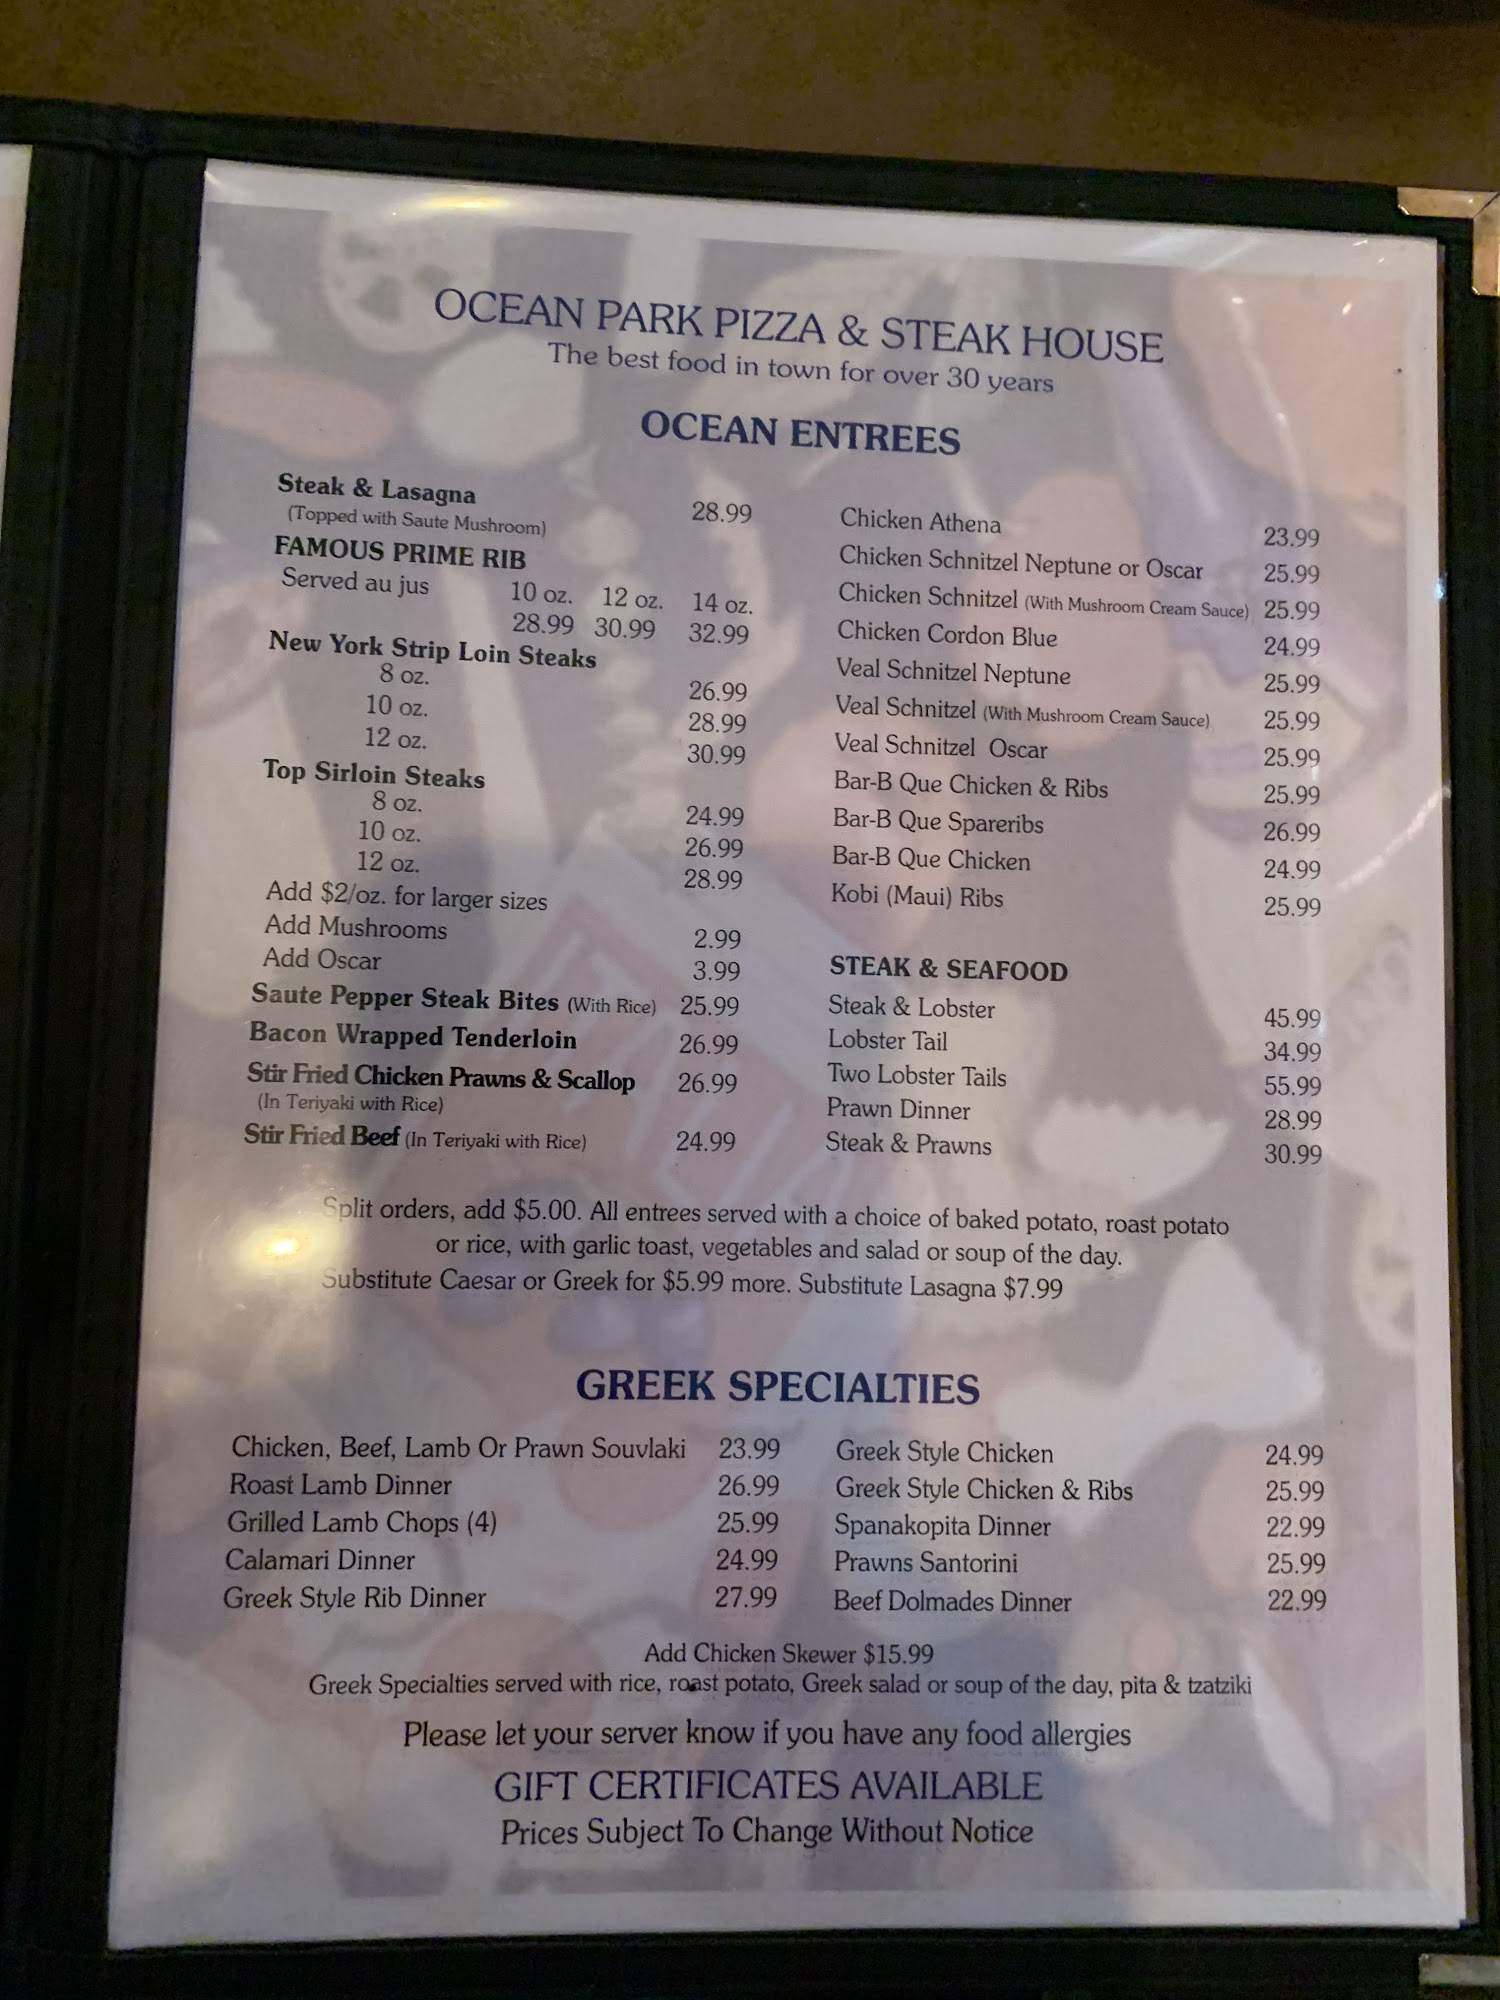 OCEAN PARK PIZZA & STEAK HOUSE
The best food in town for over 30 years
OCEAN ENTREES
Steak & Lasagna 28.99
(Topped with Saute Mushroom)
FAMOUS PRIME RIB
Served au jus 10 oz. 12 oz. 14 oz.
28.99 30.99 32.99
New York Strip Loin Steaks
8 oz. 26.99
10 oz. 28.99
12 oz. 30.99
Top Sirloin Steaks
8 oz. 24.99
10 oz. 26.99
12 oz. 28.99
Add $2/oz. for larger sizes
Add Mushrooms 2.99
Add Oscar 3.99
Saute Pepper Steak Bites (With Rice) 25.99
Bacon Wrapped Tenderloin 26.99
Stir Fried Chicken Prawns & Scallop 26.99
(In Teriyaki with Rice)
Stir Fried Beef (In Teriyaki with Rice) 24.99
Chicken Athena 23.99
Chicken Schnitzel Neptune or Oscar 25.99
Chicken Schnitzel (With Mushroom Cream Sauce) 25.99
Chicken Cordon Blue 24.99
Veal Schnitzel Neptune 25.99
Veal Schnitzel (With Mushroom Cream Sauce) 25.99
Veal Schnitzel Oscar 25.99
Bar-B Que Chicken & Ribs 25.99
Bar-B Que Spareribs 26.99
Bar-B Que Chicken 24.99
Kobi (Maui) Ribs 25.99
STEAK & SEAFOOD
Steak & Lobster 45.99
Lobster Tail 34.99
Two Lobster Tails 55.99
Prawn Dinner 28.99
Steak & Prawns 30.99
Split orders, add $5.00. All entrees served with a choice of baked potato, roast potato
or rice, with garlic toast, vegetables and salad or soup of the day.
Substitute Caesar or Greek for $5.99 more. Substitute Lasagna $7.99
GREEK SPECIALTIES
Chicken, Beef, Lamb Or Prawn Souvlaki 23.99
Roast Lamb Dinner 26.99
Grilled Lamb Chops (4) 25.99
Calamari Dinner 24.99
Greek Style Rib Dinner 27.99
Greek Style Chicken 24.99
Greek Style Chicken & Ribs 25.99
Spanakopita Dinner 22.99
Prawns Santorini 25.99
Beef Dolmades Dinner 22.99
Add Chicken Skewer $15.99
Greek Specialties served with rice, roast potato, Greek salad or soup of the day, pita & tzatziki
Please let your server know if you have any food allergies
GIFT CERTIFICATES AVAILABLE
Prices Subject To Change Without Notice